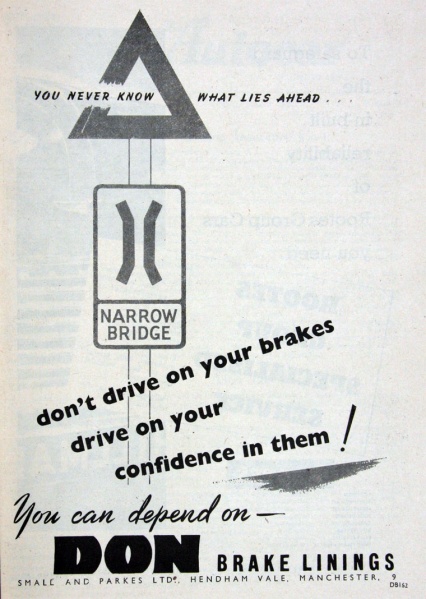 YOU NEVER KNOW WHAT LIES AHEAD . . .
NARROW
BRIDGE
don't drive on your brakes
drive on your
confidence in them!
You can depend on —
DON BRAKE LININGS
SMALL AND PARKES LTD., HENDHAM VALE, MANCHESTER, 9
DB162